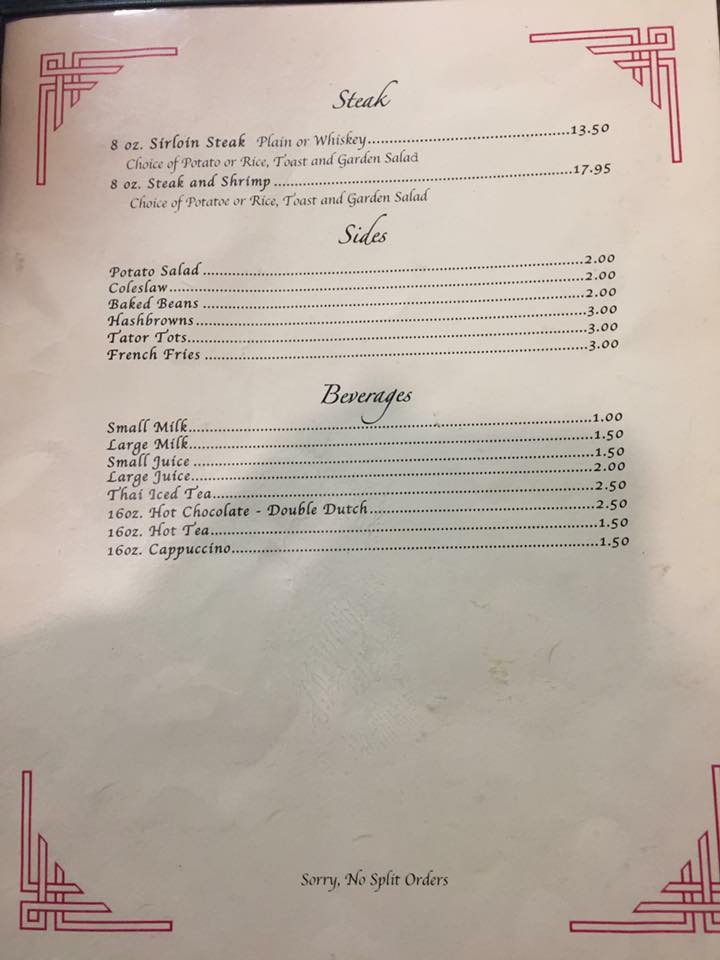 Steak
8 oz. Sirloin Steak Plain or Whiskey.....13.50
Choice of Potato or Rice, Toast and Garden Salad
8 oz. Steak and Shrimp.....17.95
Choice of Potatoe or Rice, Toast and Garden Salad
Sides
Potato Salad.....2.00
Coleslaw.....2.00
Baked Beans.....2.00
Hashbrowns.....3.00
Tator Tots.....3.00
French Fries.....3.00
Beverages
Small Milk.....1.00
Large Milk.....1.50
Small Juice.....1.50
Large Juice.....2.00
Thai Iced Tea.....2.50
16oz. Hot Chocolate - Double Dutch.....2.50
16oz. Hot Tea.....1.50
16oz. Cappuccino.....1.50
Sorry, No Split Orders